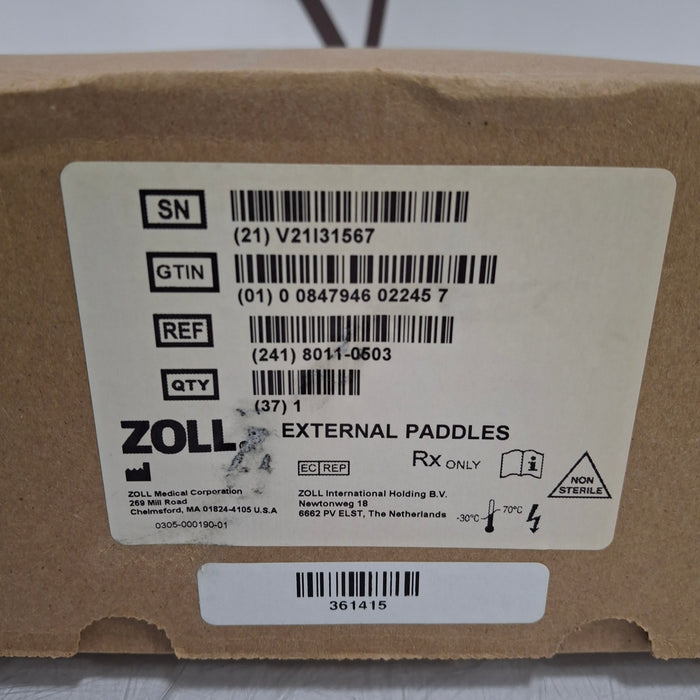 SN
(21) V21I31567
GTIN
(01) 0 0847946 02245 7
REF
(241) 8011-0503
QTY
(37) 1
ZOLL
EXTERNAL PADDLES
EC REP
Rx ONLY
i
NON
STERILE
ZOLL Medical Corporation
269 Mill Road
Chelmsford, MA 01824-4105 U.S.A
0305-000190-01
ZOLL International Holding B.V.
Newtonweg 18
6662 PV ELST, The Netherlands
-30°C
70°C
361415